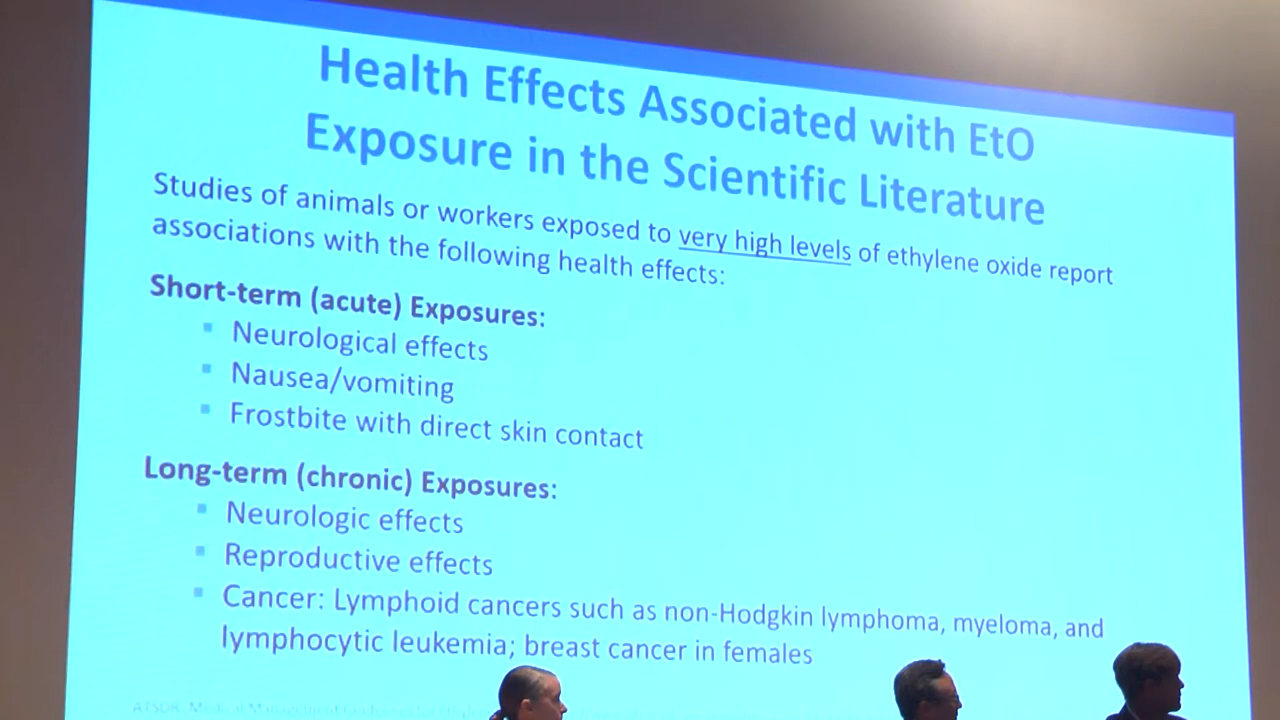 Health Effects Associated with EtO
Exposure in the Scientific Literature
Studies of animals or workers exposed to very high levels of ethylene oxide report
associations with the following health effects:
Short-term (acute) Exposures:
Neurological effects
Nausea/vomiting
Frostbite with direct skin contact
Long-term (chronic) Exposures:
Neurologic effects
Reproductive effects
Cancer: Lymphoid cancers such as non-Hodgkin lymphoma, myeloma, and
lymphocytic leukemia; breast cancer in females
ATSDR: Medical Management